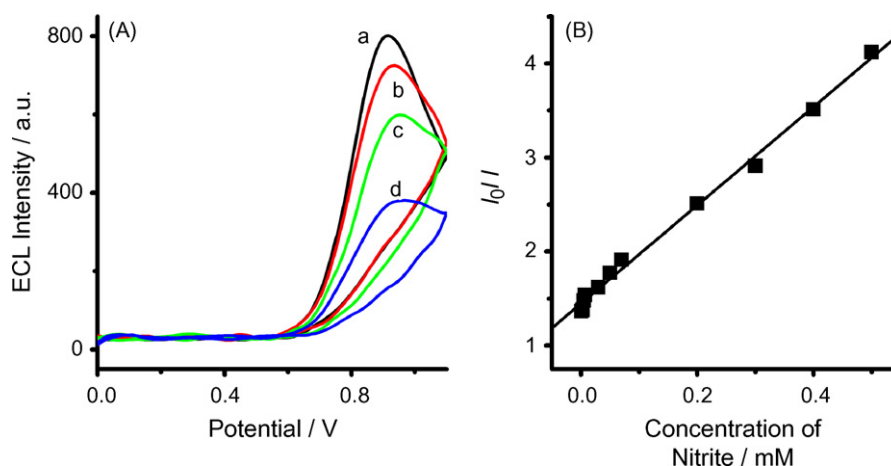 (A)
a
b
c
d
800
400
0
0.0 0.4 0.8
ECL Intensity / a.u.
Potential / V
(B)
4
3
2
1
0.0 0.2 0.4
I0/ I
Concentration of
Nitrite / mM